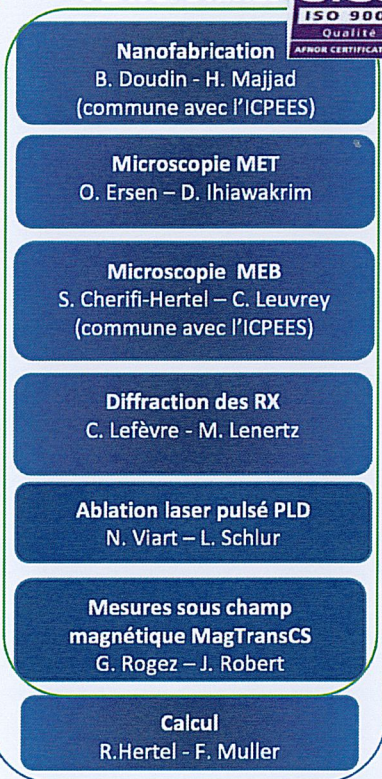 ISO 900
Qualité
AFNOR CERTIFICAT
Nanofabrication
B. Doudin - H. Majjad
(commune avec l'ICPEES)
Microscopie MET
O. Ersen – D. Ihiawakrim
Microscopie MEB
S. Cherifi-Hertel – C. Leuvrey
(commune avec l'ICPEES)
Diffraction des RX
C. Lefèvre - M. Lenertz
Ablation laser pulsé PLD
N. Viart – L. Schlur
Mesures sous champ
magnétique MagTransCS
G. Rogez – J. Robert
Calcul
R.Hertel - F. Muller